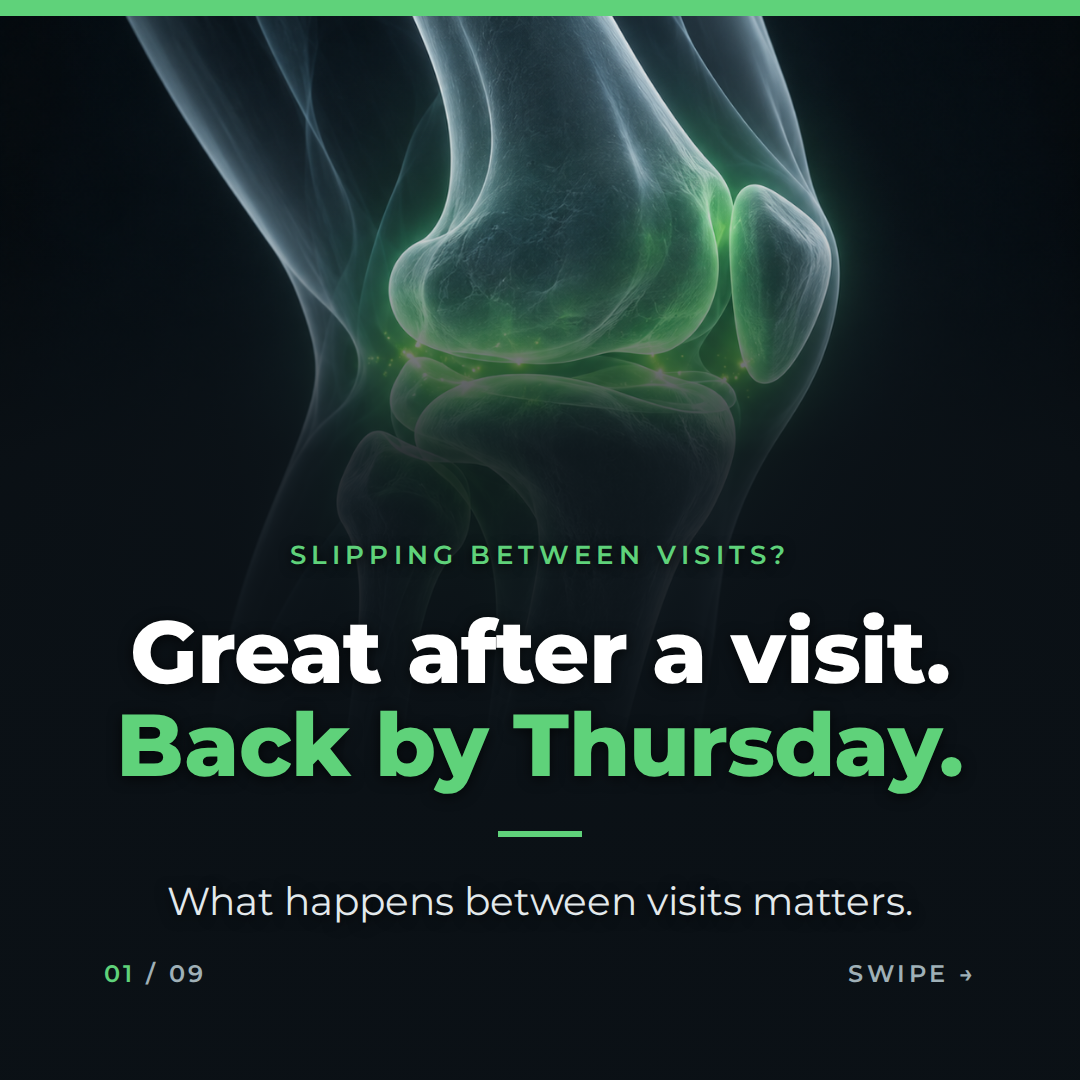 SLIPPING BETWEEN VISITS?
Great after a visit.
Back by Thursday.
What happens between visits matters.
01 / 09
SWIPE →